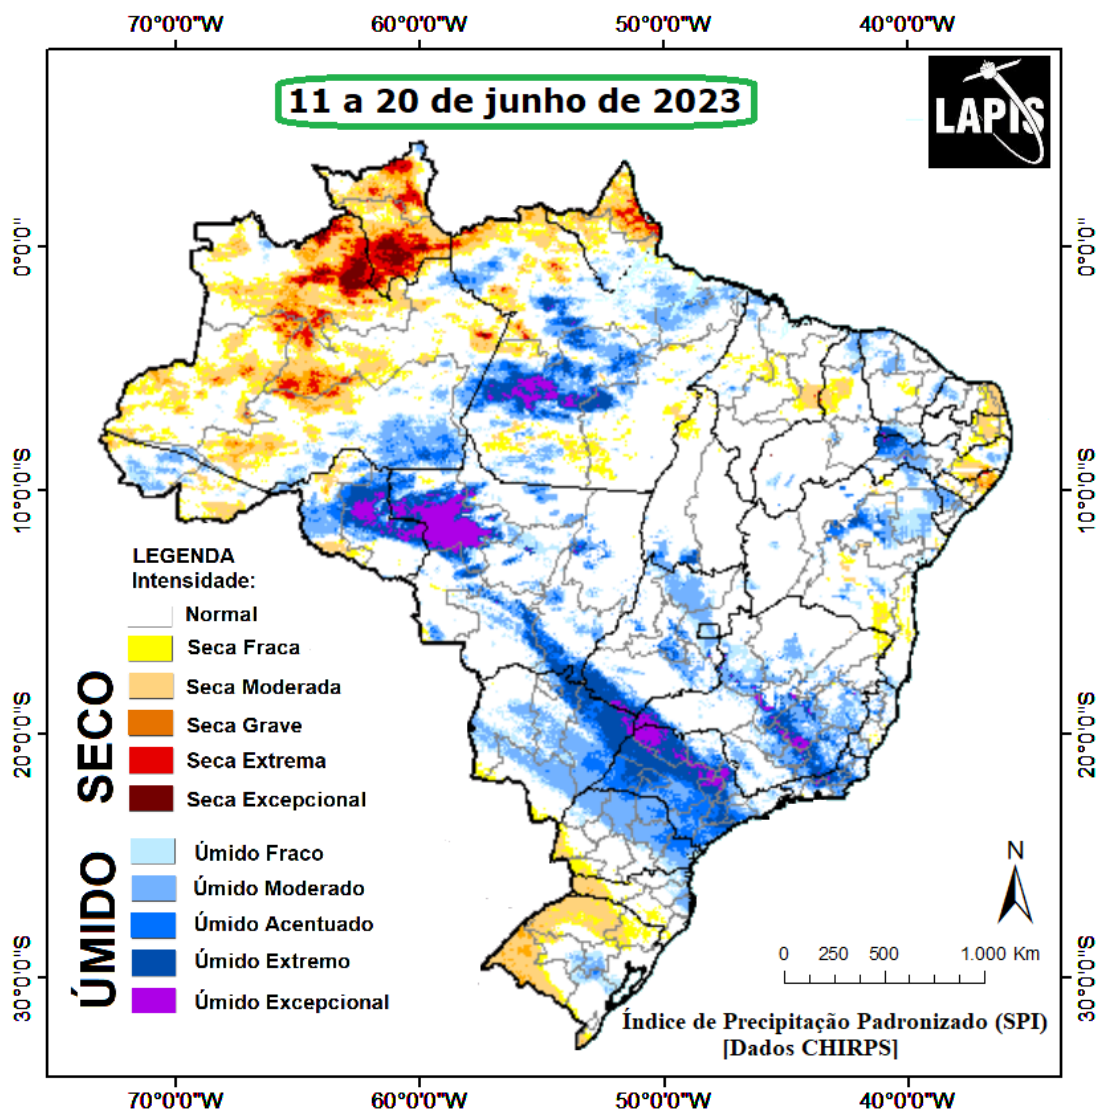 70°0'0"W 60°0'0"W 50°0'0"W 40°0'0"W
11 a 20 de junho de 2023
LAPIS
0°0'0"
0°0'0"
10°0'0"S
10°0'0"S
20°0'0"S
20°0'0"S
30°0'0"S
30°0'0"S
LEGENDA
Intensidade:
Normal
SECO
Seca Fraca
Seca Moderada
Seca Grave
Seca Extrema
Seca Excepcional
ÚMIDO
Úmido Fraco
Úmido Moderado
Úmido Acentuado
Úmido Extremo
Úmido Excepcional
N
0 250 500 1.000 Km
Índice de Precipitação Padronizado (SPI)
[Dados CHIRPS]
70°0'0"W 60°0'0"W 50°0'0"W 40°0'0"W